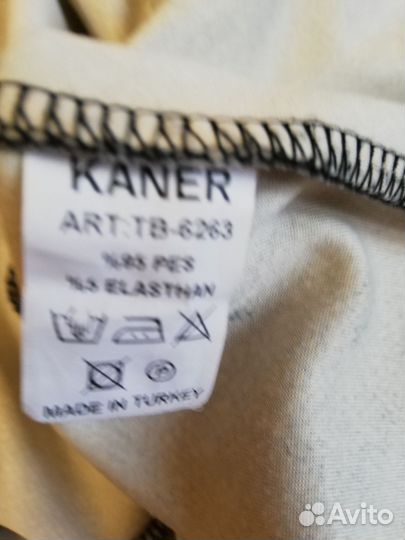 KANER
ART:TB-6263
%95 PES
%5 ELASTHAN
MADE IN TURKEY
Avito